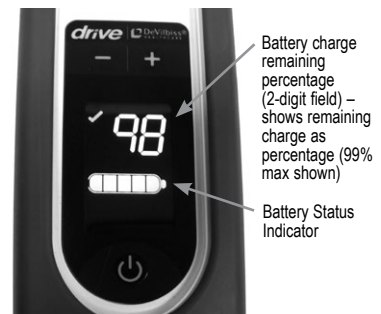 drive DeVilbiss®
HEALTHCARE
− +
98
Battery charge
remaining
percentage
(2-digit field) –
shows remaining
charge as
percentage (99%
max shown)
Battery Status
Indicator